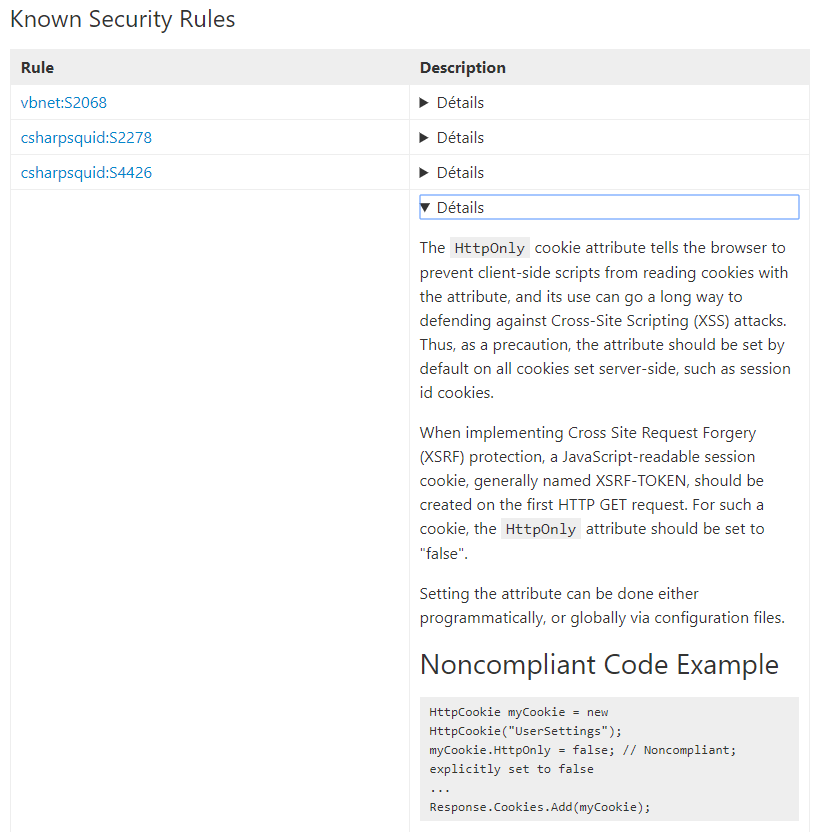 Known Security Rules
Rule Description
vbnet:S2068 Détails
csharpsquid:S2278 Détails
csharpsquid:S4426 Détails
Détails
The HttpOnly cookie attribute tells the browser to
prevent client-side scripts from reading cookies with
the attribute, and its use can go a long way to
defending against Cross-Site Scripting (XSS) attacks.
Thus, as a precaution, the attribute should be set by
default on all cookies set server-side, such as session
id cookies.
When implementing Cross Site Request Forgery
(XSRF) protection, a JavaScript-readable session
cookie, generally named XSRF-TOKEN, should be
created on the first HTTP GET request. For such a
cookie, the HttpOnly attribute should be set to
"false".
Setting the attribute can be done either
programmatically, or globally via configuration files.
Noncompliant Code Example
HttpCookie myCookie = new
HttpCookie("UserSettings");
myCookie.HttpOnly = false; // Noncompliant;
explicitly set to false
...
Response.Cookies.Add(myCookie);